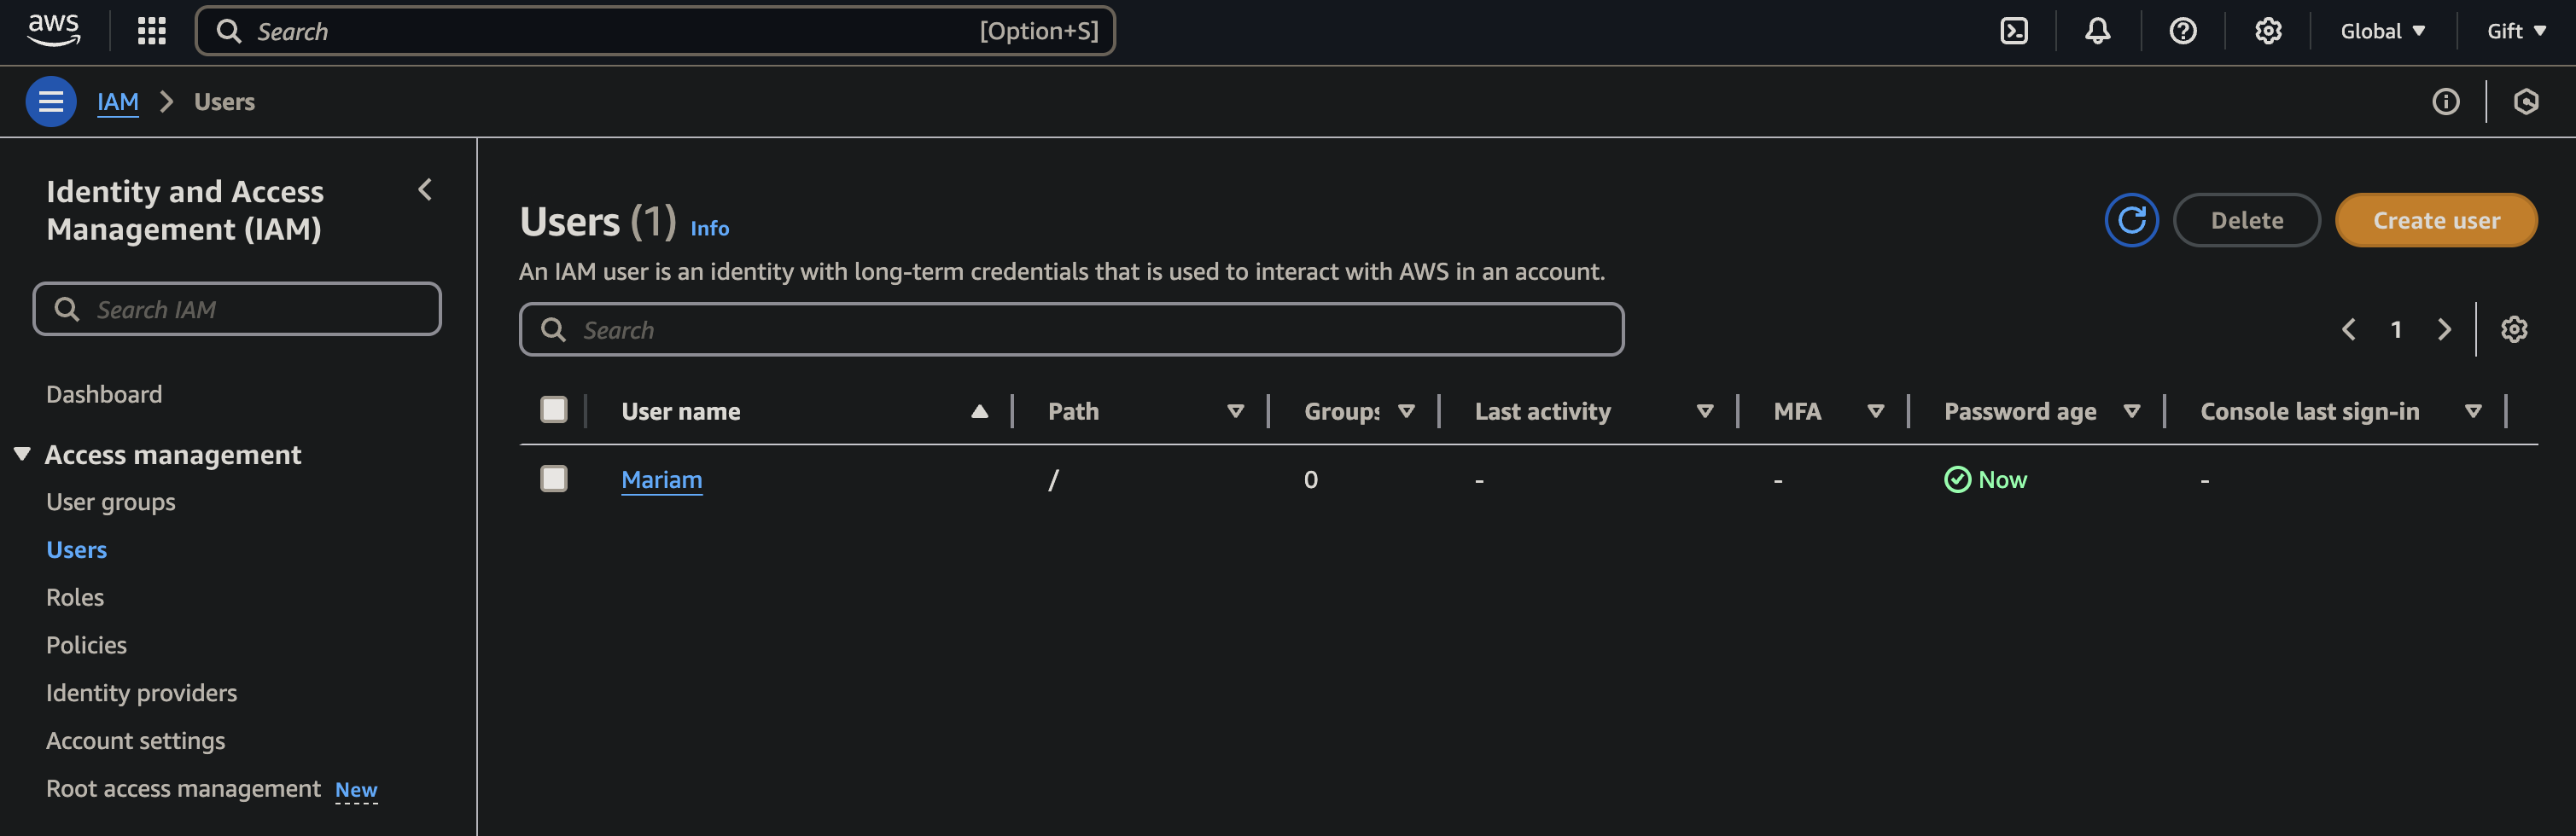 aws
Search [Option+S]
Global
Gift
IAM > Users
Identity and Access
Management (IAM)
Search IAM
Dashboard
Access management
User groups
Users
Roles
Policies
Identity providers
Account settings
Root access management New
Users (1) Info
Delete
Create user
An IAM user is an identity with long-term credentials that is used to interact with AWS in an account.
Search
1
User name Path Groups Last activity MFA Password age Console last sign-in
Mariam / 0 - - Now -